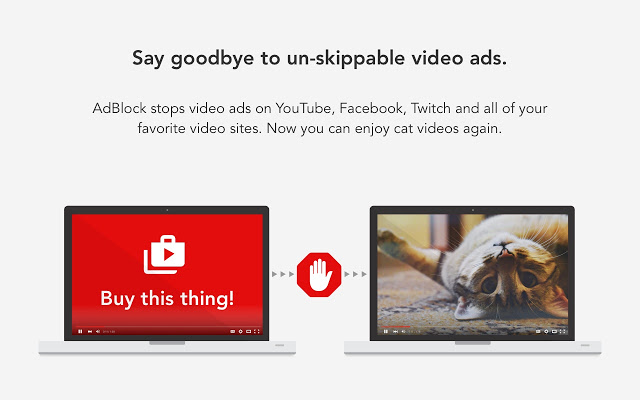 Say goodbye to un-skippable video ads.
AdBlock stops video ads on YouTube, Facebook, Twitch and all of your
favorite video sites. Now you can enjoy cat videos again.
Buy this thing!